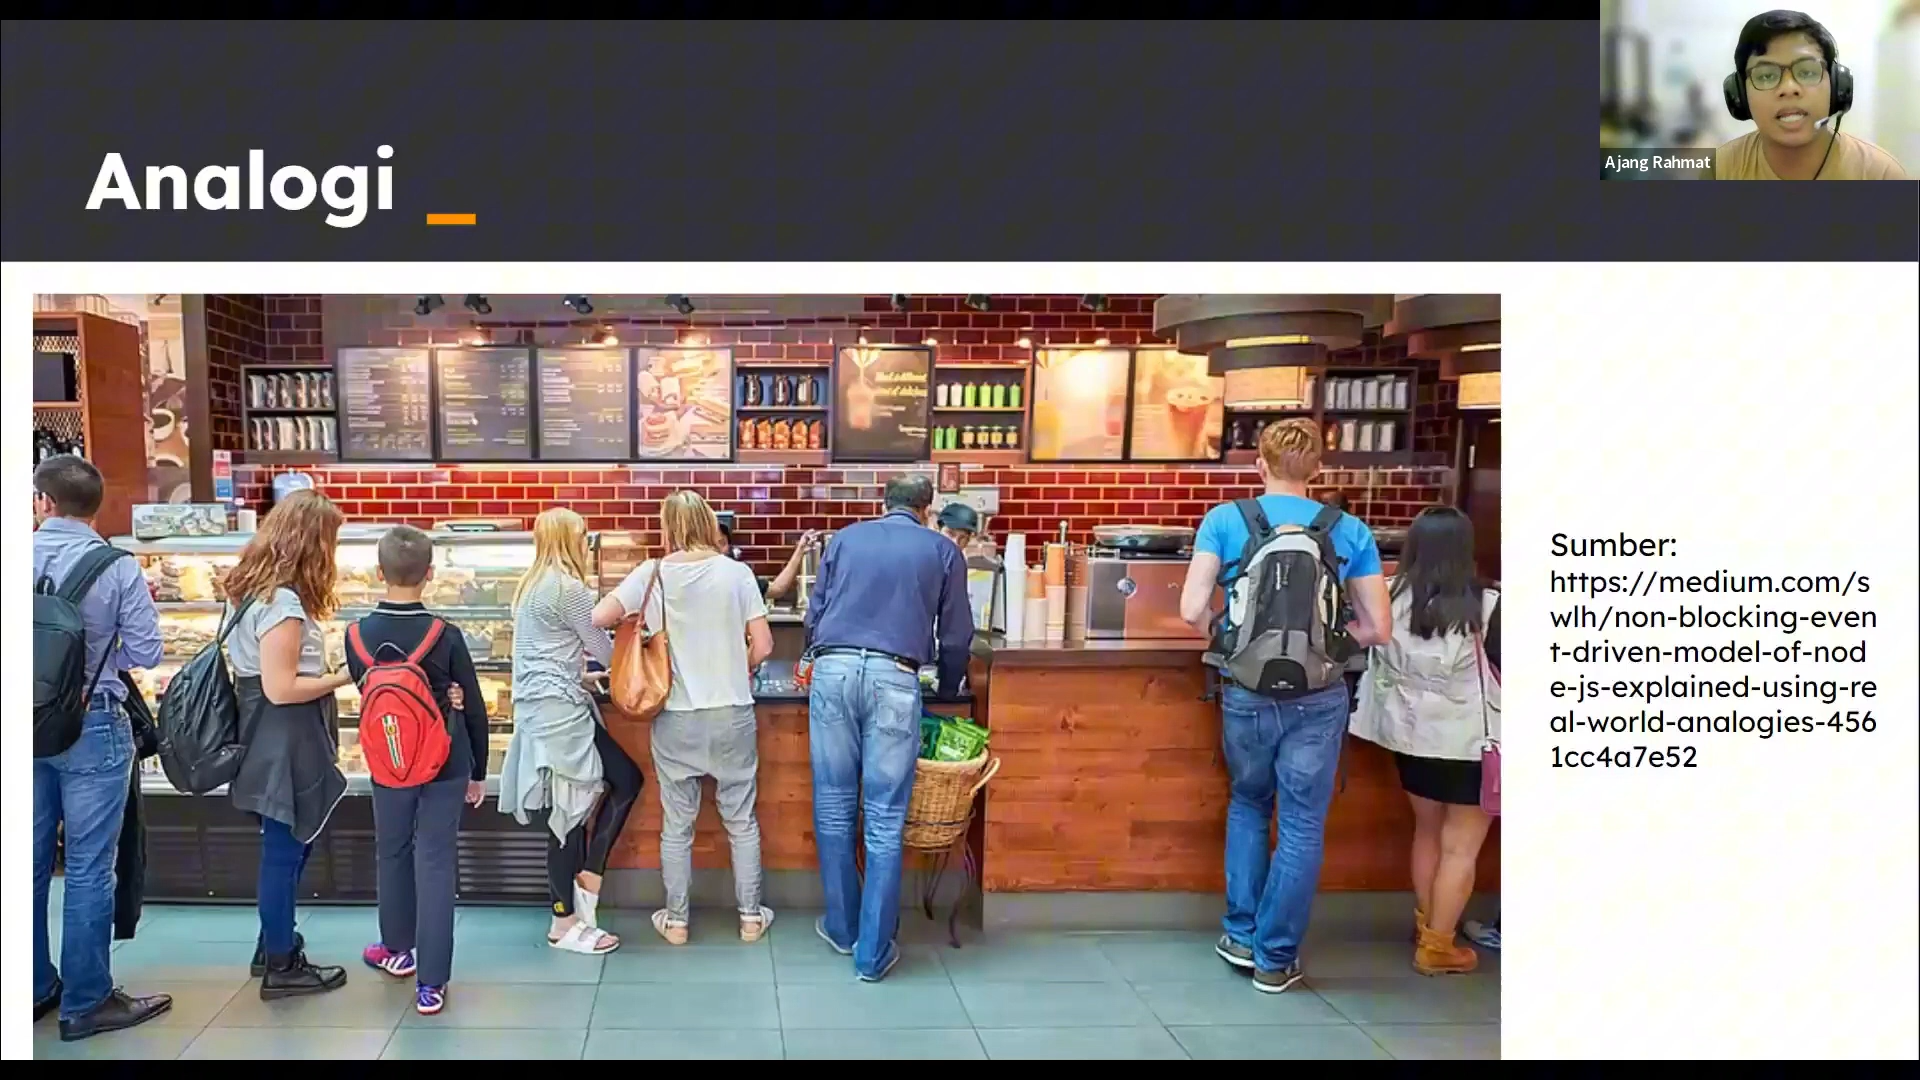 Analogi _
Ajang Rahmat
Sumber:
https://medium.com/s
wlh/non-blocking-even
t-driven-model-of-nod
e-js-explained-using-re
al-world-analogies-456
1cc4a7e52